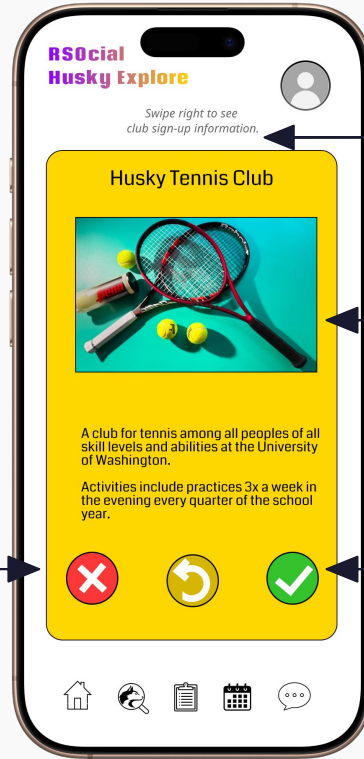 RSOcial
Husky Explore
Swipe right to see
club sign-up information.
Husky Tennis Club
A club for tennis among all peoples of all
skill levels and abilities at the University
of Washington.
Activities include practices 3x a week in
the evening every quarter of the school
year.